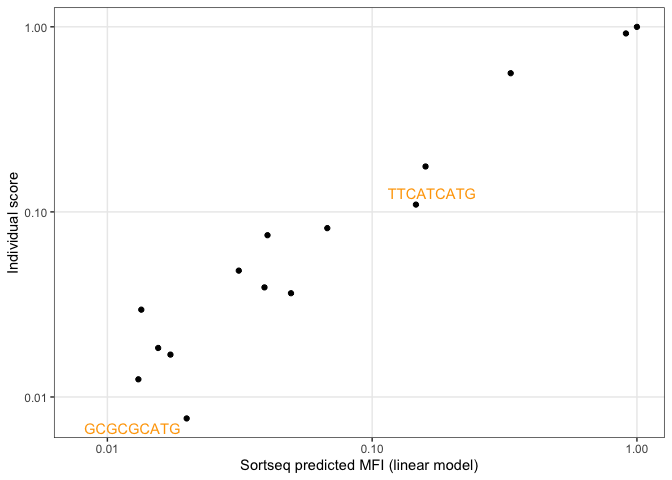 1.00
TTCATCATG
0.10
0.01
GCGCGCATG
0.01
0.10
1.00
Sortseq predicted MFI (linear model)
Individual score